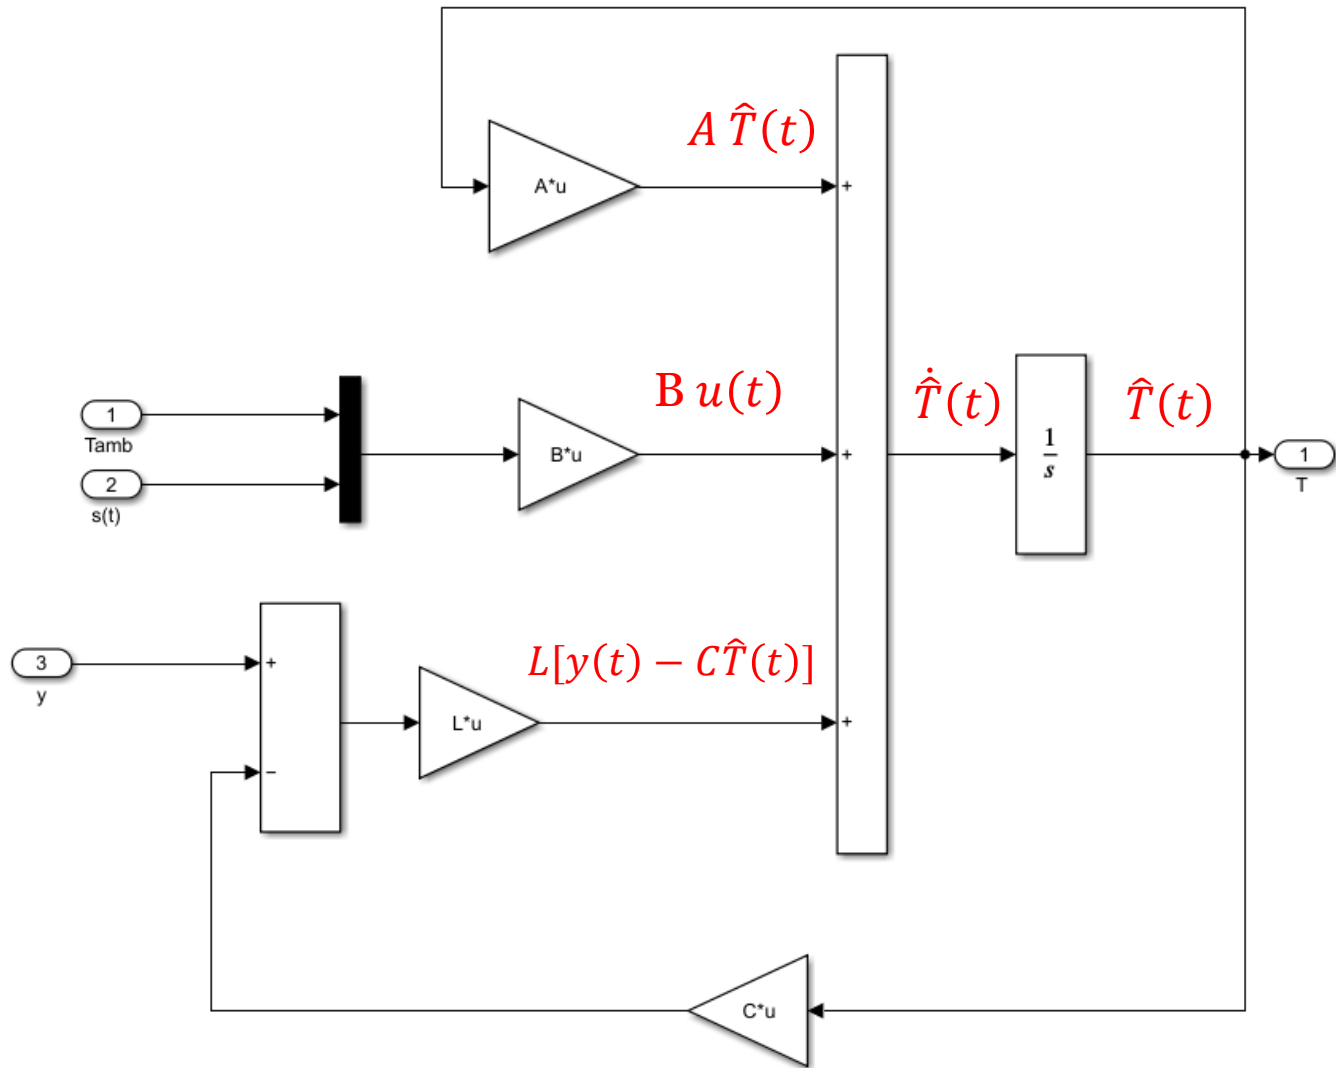 A T̂(t)
A*u
+
B u(t)
Ṫ̂(t)
T̂(t)
1
Tamb
B*u
+
1
s
1
T
2
s(t)
L[y(t) − CT̂(t)]
3
y
+
L*u
+
−
C*u